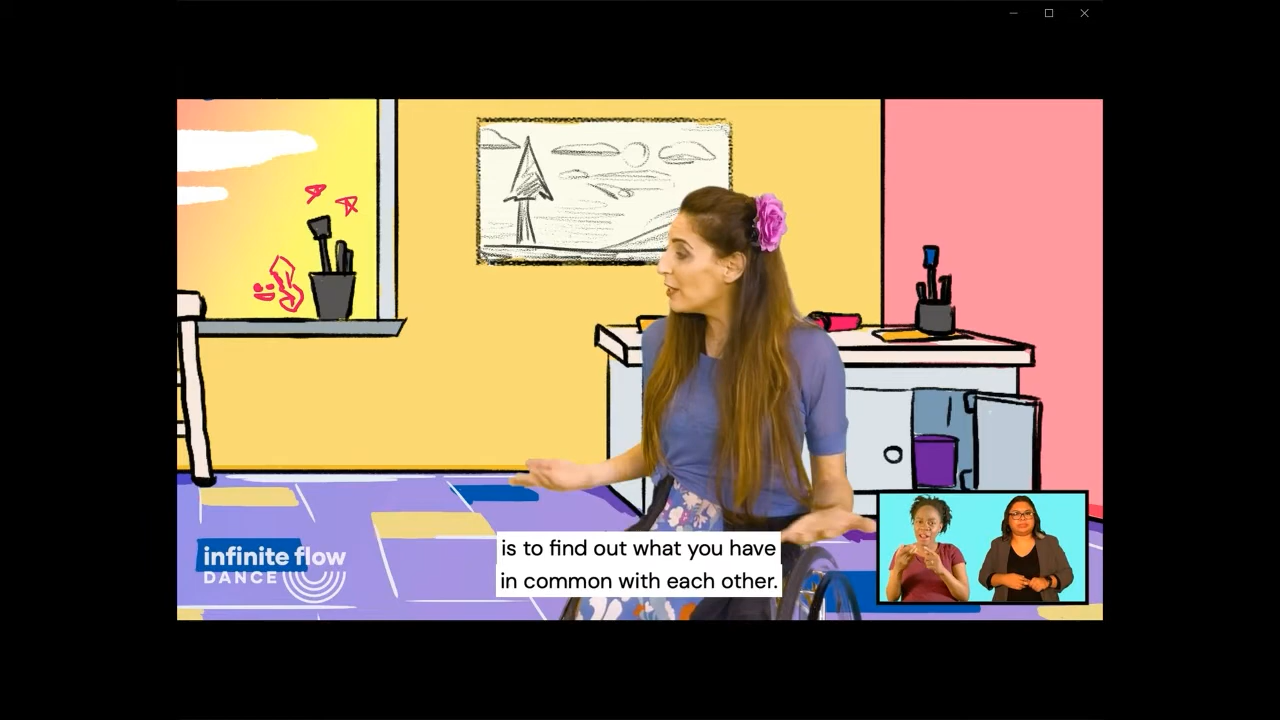 infinite flow
DANCE
is to find out what you have
in common with each other.